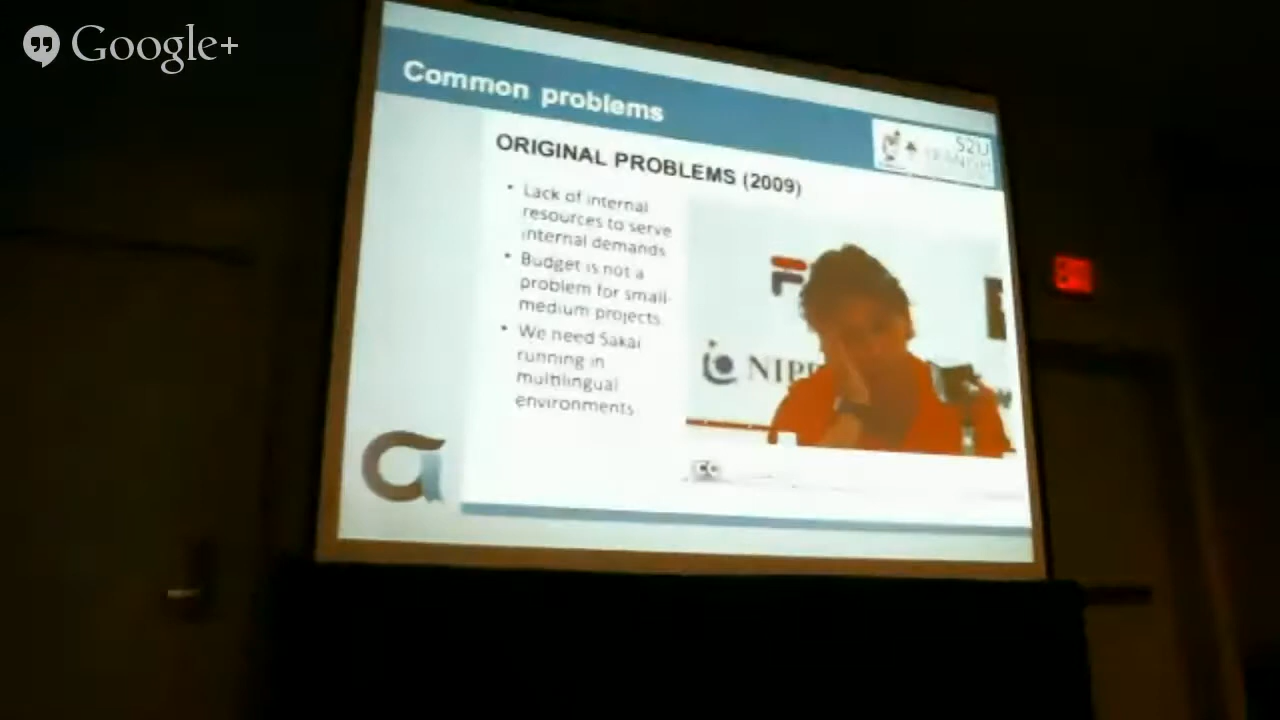 Google+
Common problems
S2U
ORIGINAL PROBLEMS (2009)
• Lack of internal
resources to serve
internal demands
• Budget is not a
problem for small-
medium projects
• We need Sakai
running in
multilingual
environments
cc